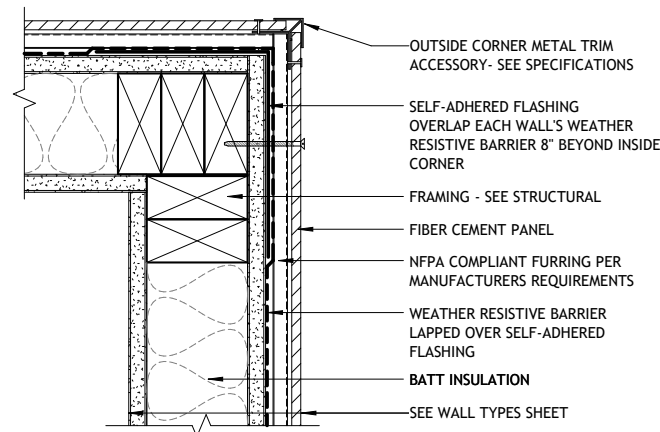 OUTSIDE CORNER METAL TRIM
ACCESSORY- SEE SPECIFICATIONS
SELF-ADHERED FLASHING
OVERLAP EACH WALL'S WEATHER
RESISTIVE BARRIER 8" BEYOND INSIDE
CORNER
FRAMING - SEE STRUCTURAL
FIBER CEMENT PANEL
NFPA COMPLIANT FURRING PER
MANUFACTURERS REQUIREMENTS
WEATHER RESISTIVE BARRIER
LAPPED OVER SELF-ADHERED
FLASHING
BATT INSULATION
SEE WALL TYPES SHEET